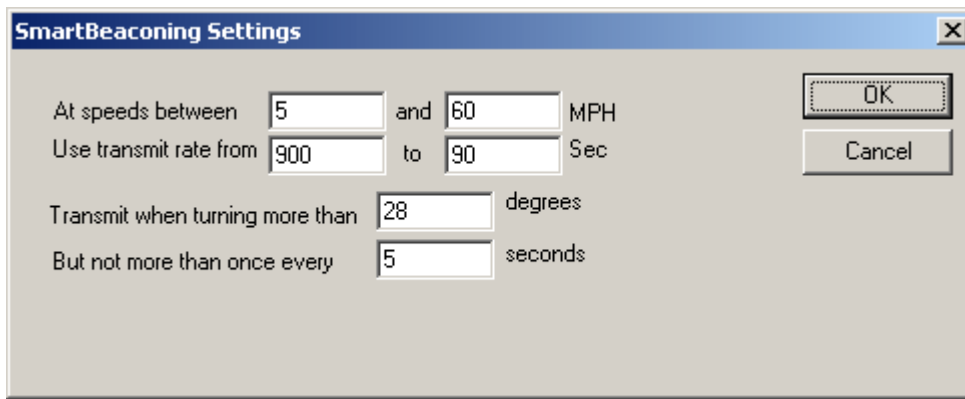 SmartBeaconing Settings
At speeds between 5 and 60 MPH
OK
Use transmit rate from 900 to 90 Sec
Cancel
Transmit when turning more than 28 degrees
But not more than once every 5 seconds